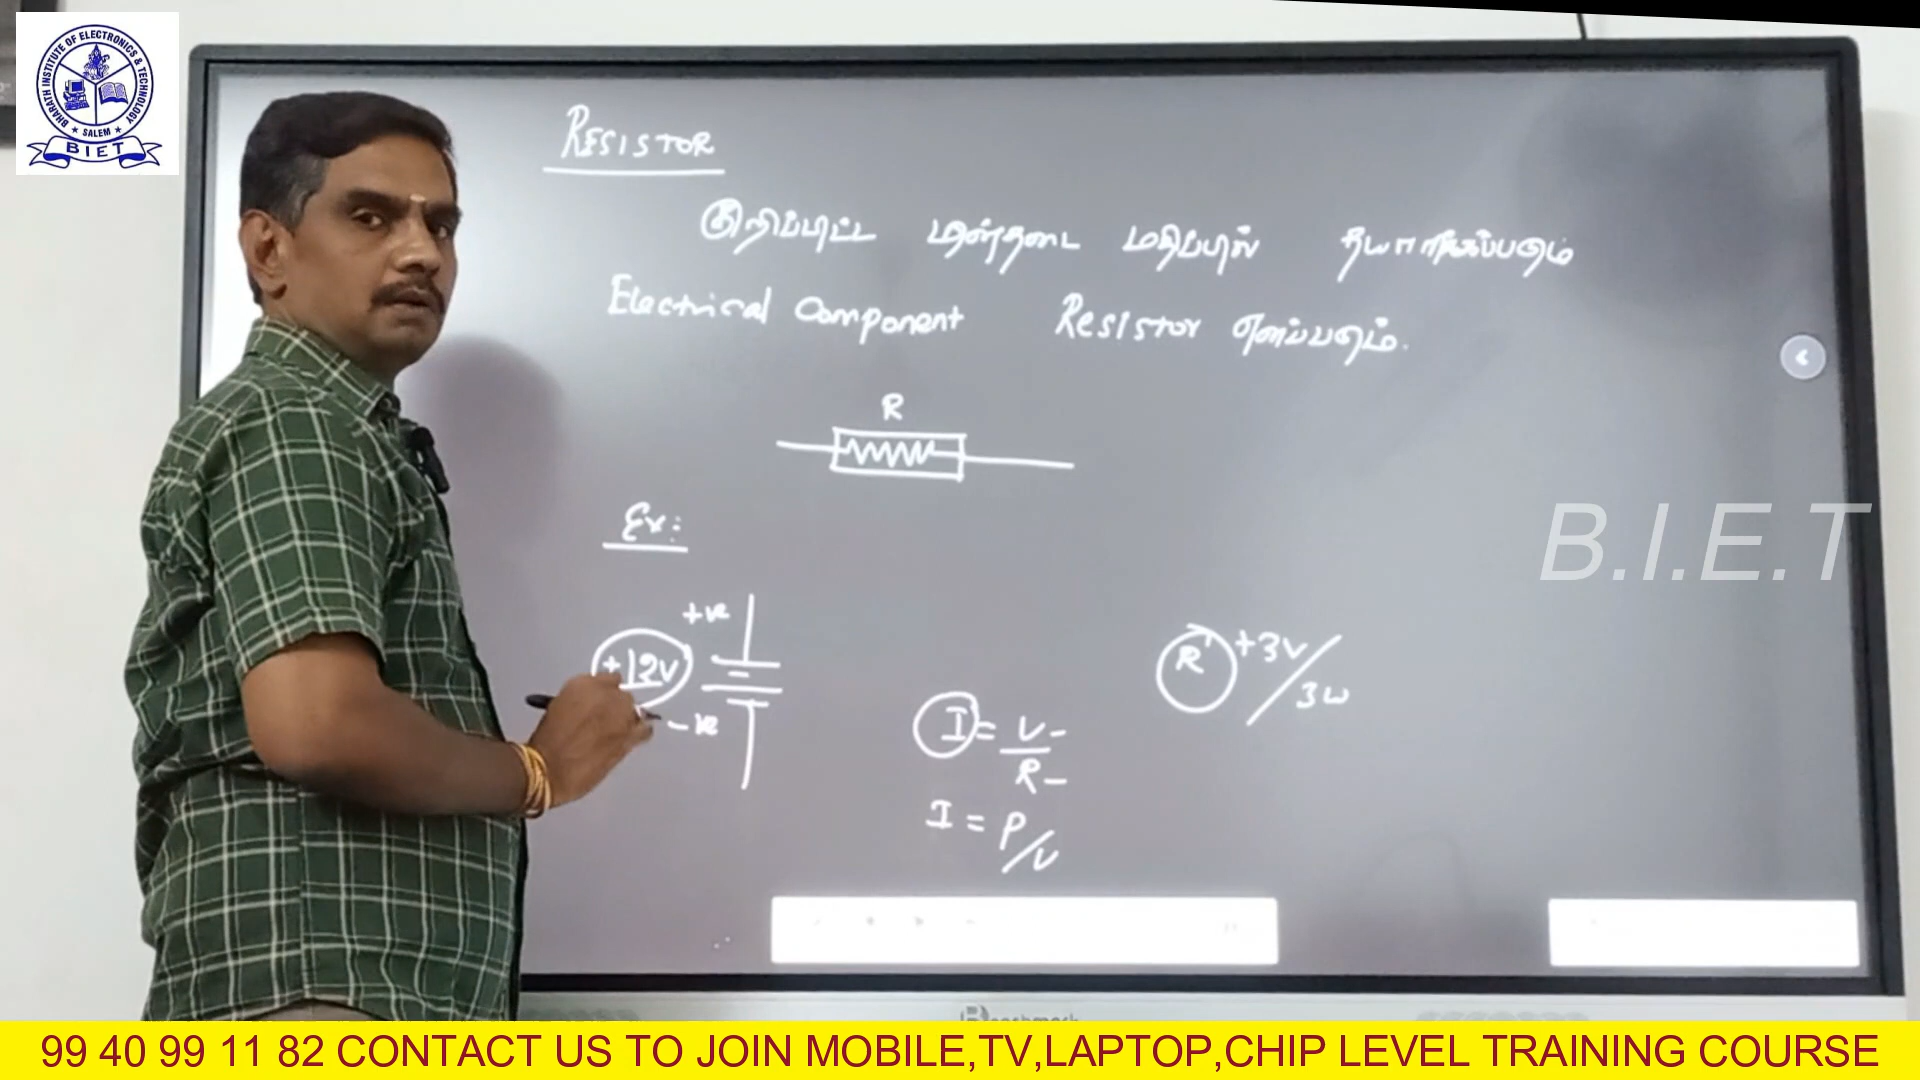 BHARATH INSTITUTE OF ELECTRONICS & TECHNOLOGY
SALEM
BIET
RESISTOR
குறிப்பிட்ட மின்தடை மதிப்பில் தயாரிக்கப்படும்
Electrical Component Resistor எனப்படும்.
R
Ex:
+ve
+12v
-ve
I = V
R
I = P/V
R +3v/3w
B.I.E.T
99 40 99 11 82 CONTACT US TO JOIN MOBILE,TV,LAPTOP,CHIP LEVEL TRAINING COURSE